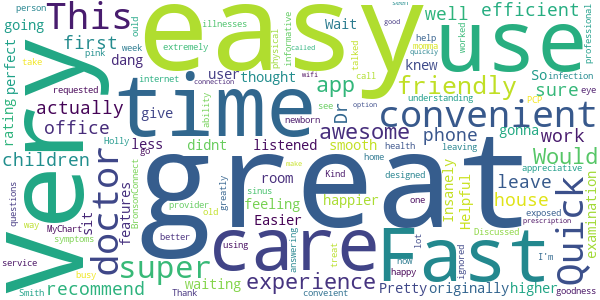 This
easy
use
very
time
great
care
Fast
Quick
convenient
doctor
super
friendly
awesome
experience
efficient
well
first
dang
user
thought
app
knew
Wait
So
sure
going
person
illnesses
extremely
week
pink
ould
internet
ability
physical
informative
called
talked
call
see
newborn
wifi
connection
good
help
momma
quickly
worked
understanding
PCP
infection
eye
professional
seen
take
requested
perfect
rating
actually
office
give
children
Holly
go
less
didnt
listened
smooth
phone
Dr
home
health
leaving
gonna
work
Would
appreciative
leave
house
examination
Helpful
Insanely
happier
designed
option
Kind
room
sinus
feeling
Easier
greatly
make
provider
old
better
using
features
sit
BronsonConnect
MyChart
questions
way
symptoms
service
busy
Smith
recommend
Thank
waiting
convelent
answering
treat
now
happy
lot
one
exposed
prescription
Discussed
ignored
Pretty
originally
higher
I'm
goodness